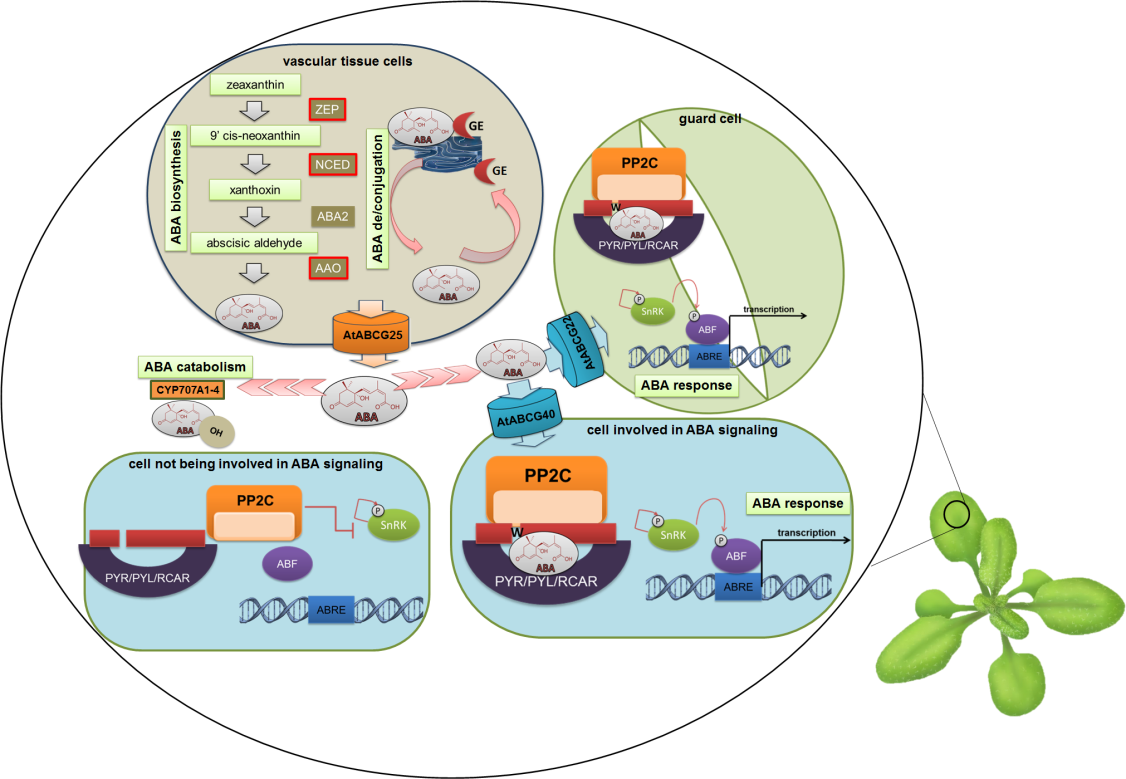 vascular tissue cells
zeaxanthin
ZEP
9' cis-neoxanthin
NCED
xanthoxin
ABA2
abscisic aldehyde
AAO
ABA
ABA biosynthesis
ABA de/conjugation
ABA
GE
GE
ABA
AtABCG25
ABA catabolism
CYP707A1-4
ABA
OH
ABA
ABA
AtABCG22
AtABCG40
guard cell
PP2C
W
ABA
PYR/PYL/RCAR
P
SnRK
P
ABF
ABRE
transcription
ABA response
cell not being involved in ABA signaling
PP2C
P
SnRK
PYR/PYL/RCAR
ABF
ABRE
cell involved in ABA signaling
PP2C
W
ABA
PYR/PYL/RCAR
ABA response
P
SnRK
P
ABF
ABRE
transcription